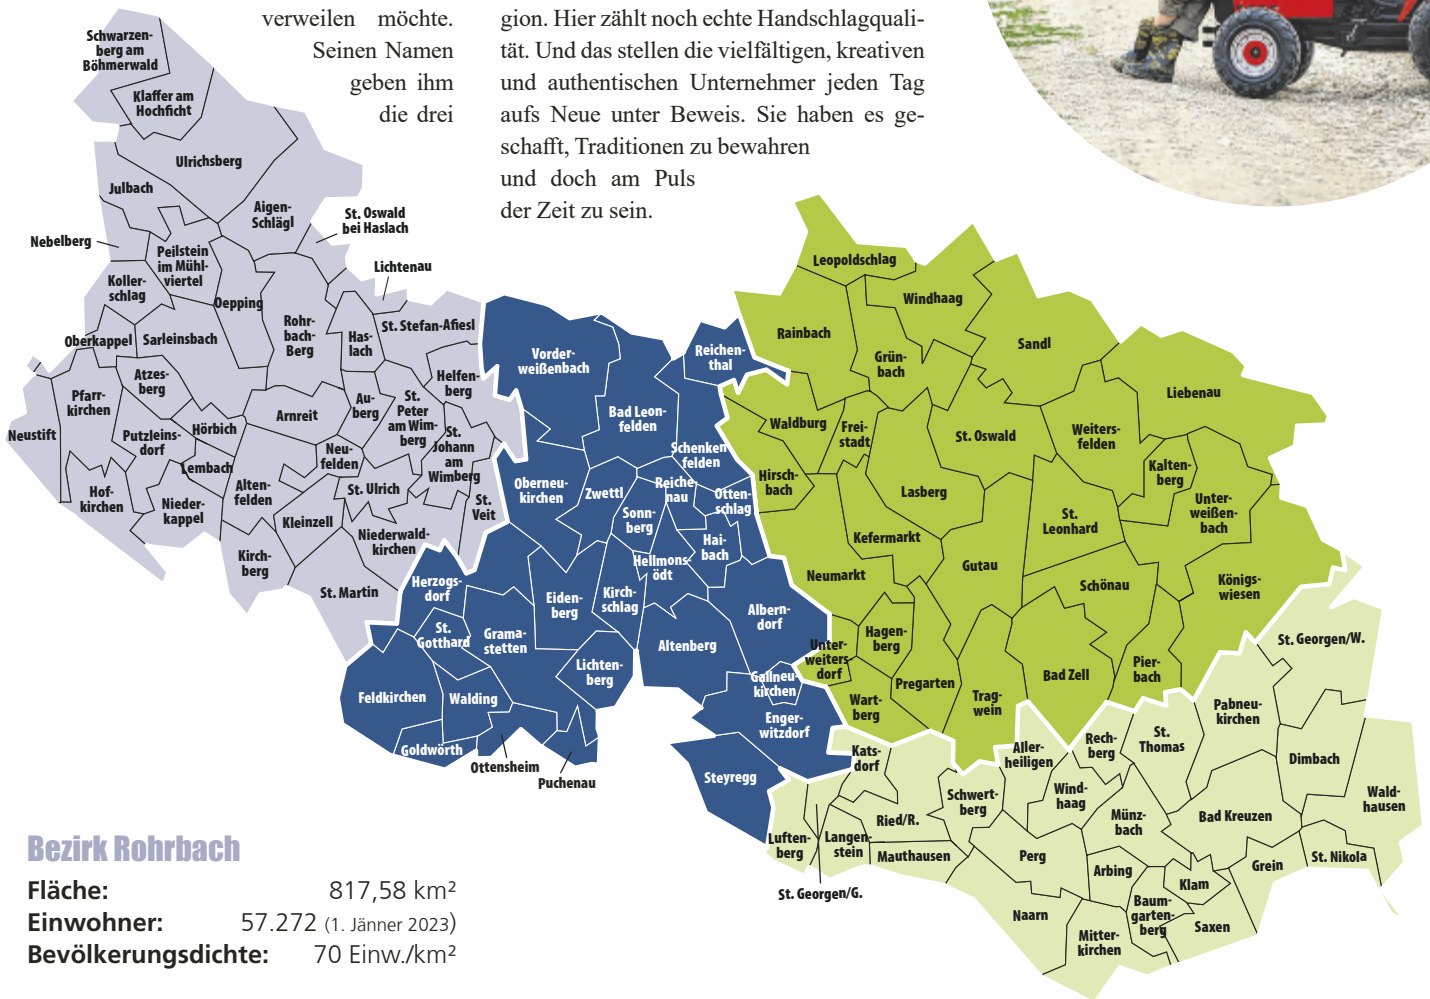 verweilen möchte.
Seinen Namen
geben ihm
die drei
gion. Hier zählt noch echte Handschlagquali-
tät. Und das stellen die vielfältigen, kreativen
und authentischen Unternehmer jeden Tag
aufs Neue unter Beweis. Sie haben es ge-
schafft, Traditionen zu bewahren
und doch am Puls
der Zeit zu sein.
Schwarzen-
berg am
Böhmerwald
Klaffer am
Hochficht
Ulrichsberg
Julbach
Aigen-
Schlägl
St. Oswald
bei Haslach
Nebelberg
Peilstein
im Mühl-
viertel
Lichtenau
Koller-
schlag
Oepping
Rohr-
bach-
Berg
Has-
lach
St. Stefan-Afiesl
Oberkappel
Sarleinsbach
Atzes-
berg
Helfen-
berg
Pfarr-
kirchen
Arnreit
Au-
berg
St.
Peter
am Wim-
berg
Neustift
Putzleins-
dorf
Hörbich
Lembach
Neu-
felden
St.
Johann
am
Wimberg
Hof-
kirchen
Nieder-
kappel
Alten-
felden
St. Ulrich
St.
Veit
Kleinzell
Niederwald-
kirchen
Kirch-
berg
St. Martin
Vorder-
weißenbach
Reichen-
thal
Bad Leon-
felden
Schenken
felden
Oberneu-
kirchen
Zwettl
Reiche
nau
Otten-
schlag
Sonn-
berg
Hai-
bach
Hellmons-
ödt
Herzogs-
dorf
Eiden-
berg
Kirch-
schlag
Albern-
dorf
St.
Gotthard
Grama-
stetten
Altenberg
Lichten-
berg
Feldkirchen
Walding
Gallneu-
kirchen
Enger-
witzdorf
Goldwörth
Ottensheim
Puchenau
Steyregg
Leopoldschlag
Windhaag
Rainbach
Grün-
bach
Sandl
Liebenau
Waldburg
Frei-
stadt
St. Oswald
Weiters-
felden
Hirsch-
bach
Lasberg
Kalten-
berg
Unter-
weißen-
bach
St.
Leonhard
Kefermarkt
Neumarkt
Gutau
Schönau
Königs-
wiesen
Unter-
weiters-
dorf
Hagen-
berg
Pregarten
Bad Zell
Pier-
bach
Wart-
berg
Trag-
wein
St. Georgen/W.
Pabneu-
kirchen
Katsdorf
Aller-
heiligen
Rech-
berg
St.
Thomas
Dimbach
Schwert-
berg
Wind-
haag
Wald-
hausen
Luften-
berg
Langen-
stein
Ried/R.
Münz-
bach
Bad Kreuzen
Mauthausen
Perg
Arbing
Klam
Grein
St. Nikola
St. Georgen/G.
Naarn
Baum-
garten-
berg
Saxen
Mitter-
kirchen
Bezirk Rohrbach
Fläche: 817,58 km²
Einwohner: 57.272 (1. Jänner 2023)
Bevölkerungsdichte: 70 Einw./km²